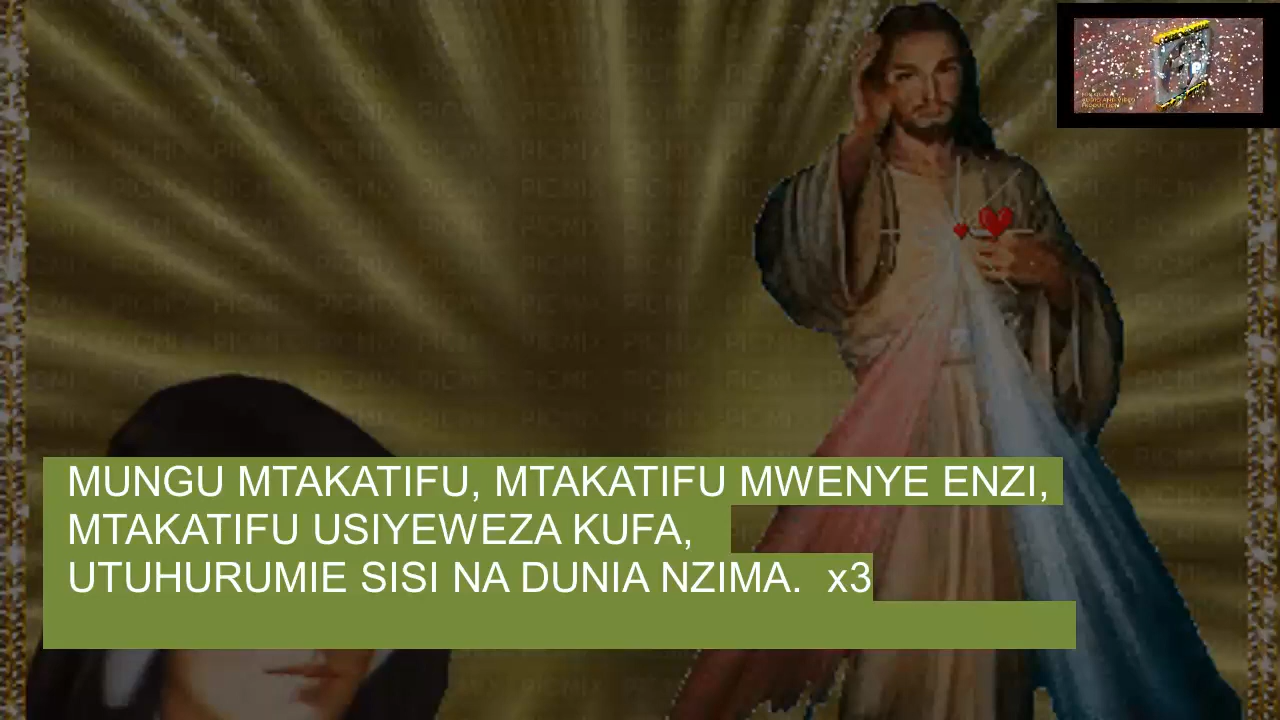 MUNGU MTAKATIFU, MTAKATIFU MWENYE ENZI,
MTAKATIFU USIYEWEZA KUFA,
UTUHURUMIE SISI NA DUNIA NZIMA.  x3